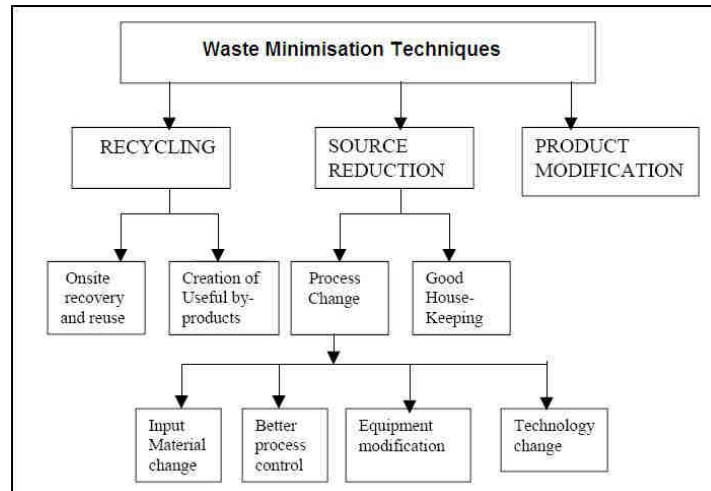 Waste Minimisation Techniques
RECYCLING
SOURCE
REDUCTION
PRODUCT
MODIFICATION
Onsite
recovery
and reuse
Creation of
Useful by-
products
Process
Change
Good
House-
Keeping
Input
Material
change
Better
process
control
Equipment
modification
Technology
change